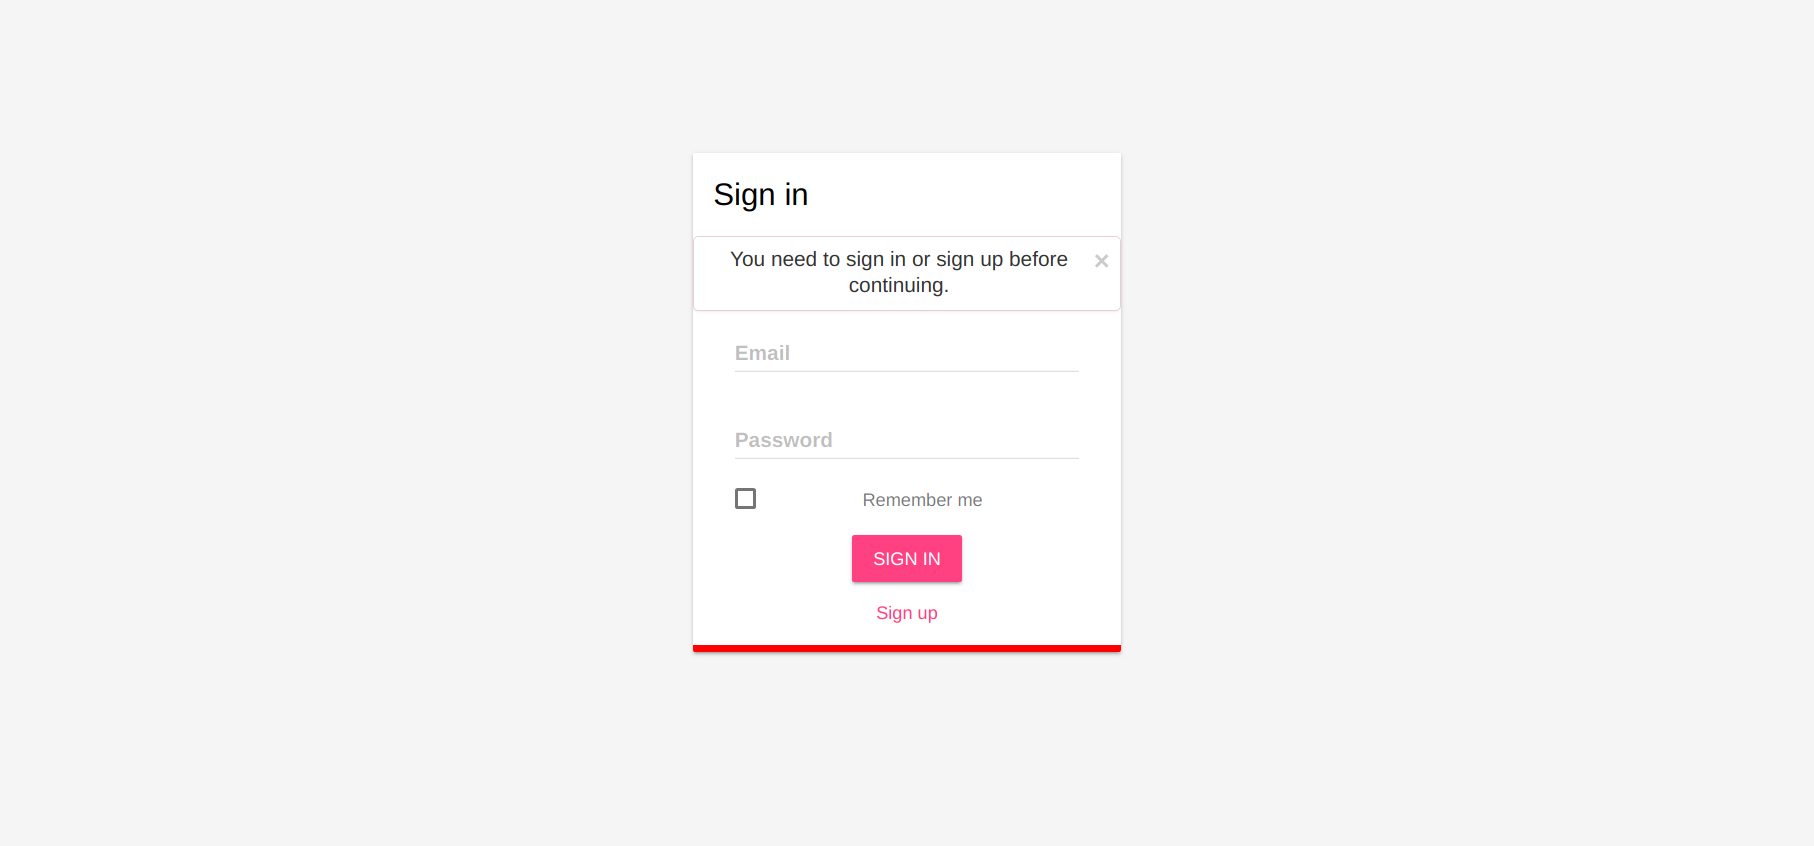 Sign in
You need to sign in or sign up before
continuing.
×
Email
Password
Remember me
SIGN IN
Sign up